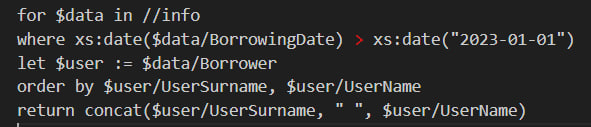 for $data in //info
where xs:date($data/BorrowingDate) > xs:date("2023-01-01")
let $user := $data/Borrower
order by $user/UserSurname, $user/UserName
return concat($user/UserSurname, " ", $user/UserName)